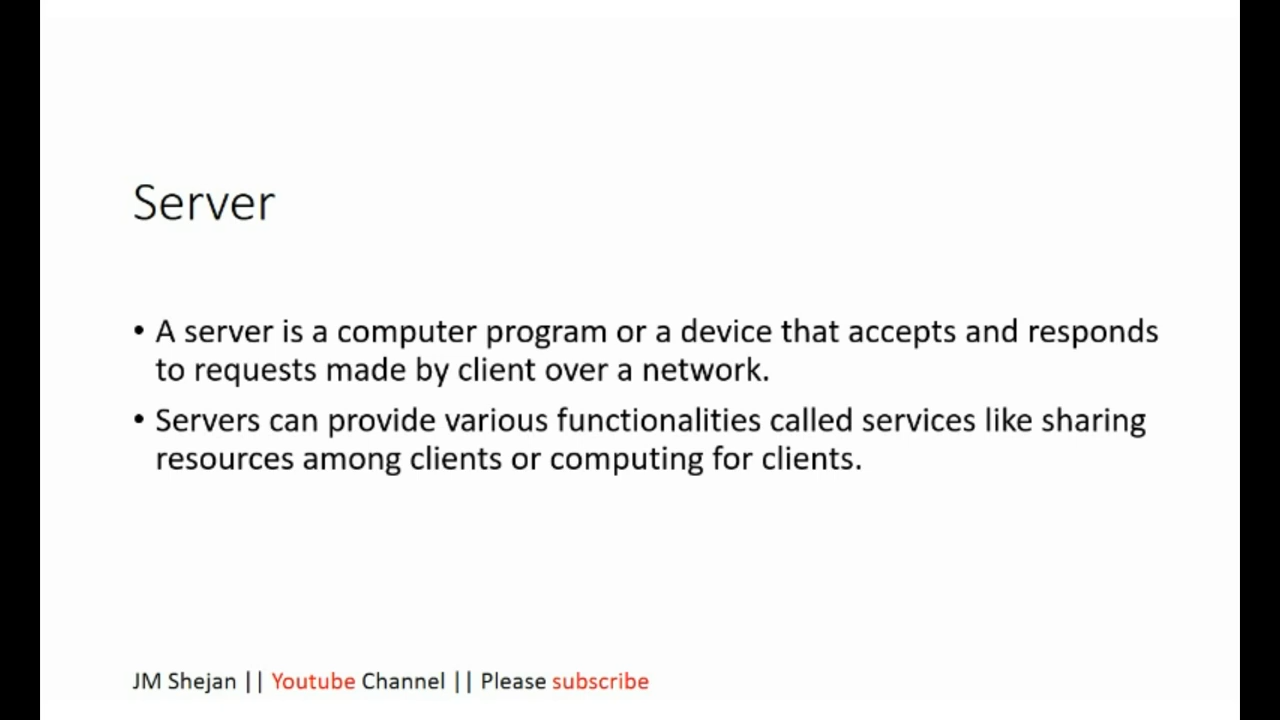 Server
• A server is a computer program or a device that accepts and responds
to requests made by client over a network.
• Servers can provide various functionalities called services like sharing
resources among clients or computing for clients.
JM Shejan || Youtube Channel || Please subscribe